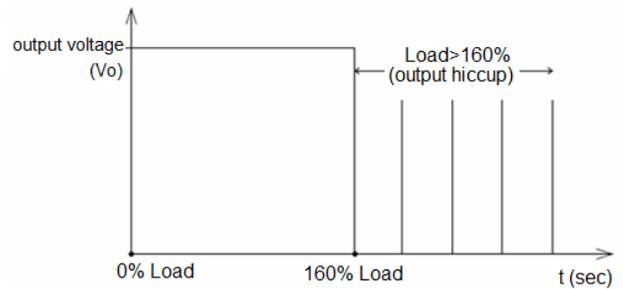 output voltage
(Vo)
Load>160%
(output hiccup)
0% Load
160% Load
t (sec)